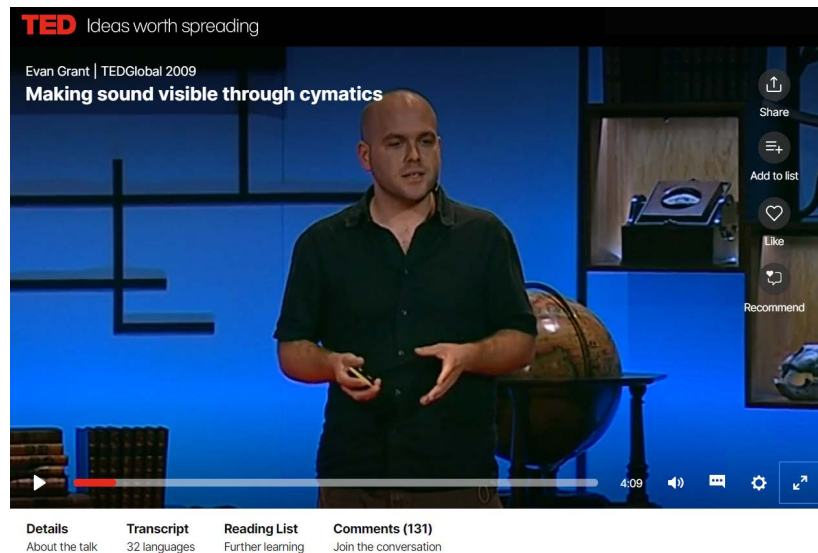 TED Ideas worth spreading
Evan Grant | TEDGlobal 2009
Making sound visible through cymatics
Share
Add to list
Like
Recommend
4:09
Details
About the talk
Transcript
32 languages
Reading List
Further learning
Comments (131)
Join the conversation